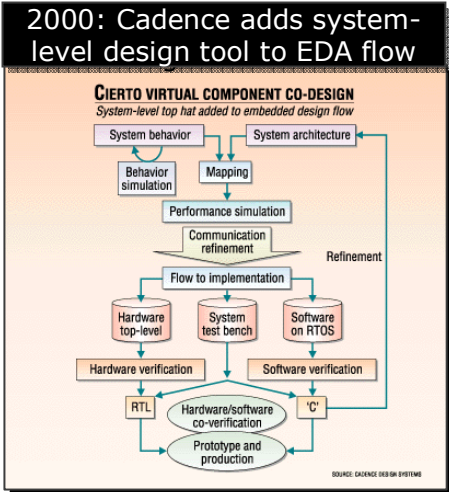 2000: Cadence adds system-
level design tool to EDA flow
CIERTO VIRTUAL COMPONENT CO-DESIGN
System-level top hat added to embedded design flow
System behavior
System architecture
Behavior
simulation
Mapping
Performance simulation
Communication
refinement
Refinement
Flow to implementation
Hardware
top-level
System
test bench
Software
on RTOS
Hardware verification
Software verification
RTL
'C'
Hardware/software
co-verification
Prototype and
production
SOURCE: CADENCE DESIGN SYSTEMS